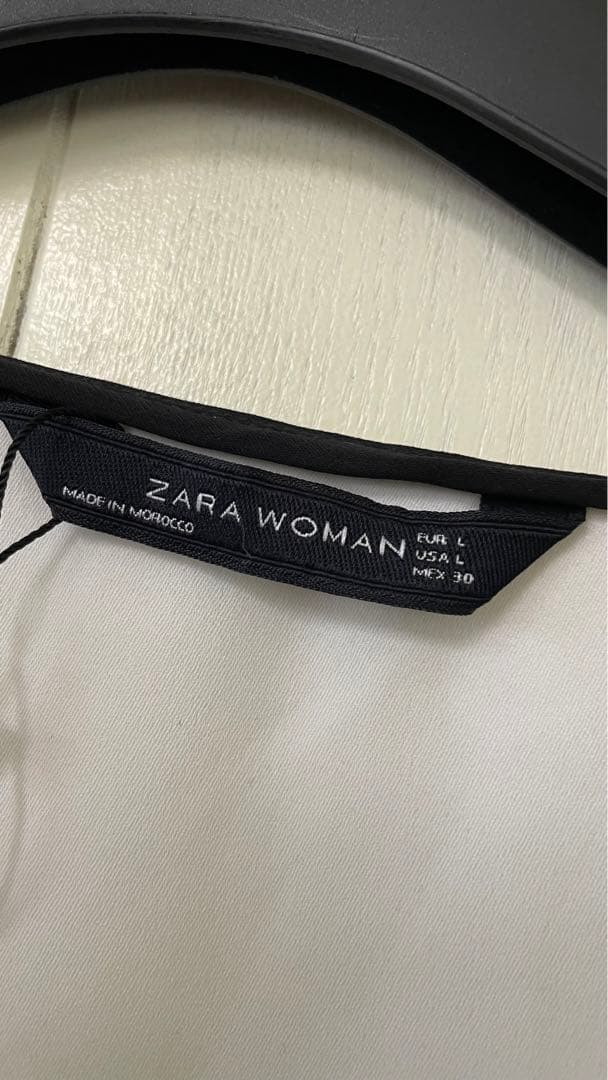 ZARA WOMAN
MADE IN MOROCCO
EUR L
USA L
MEX 30